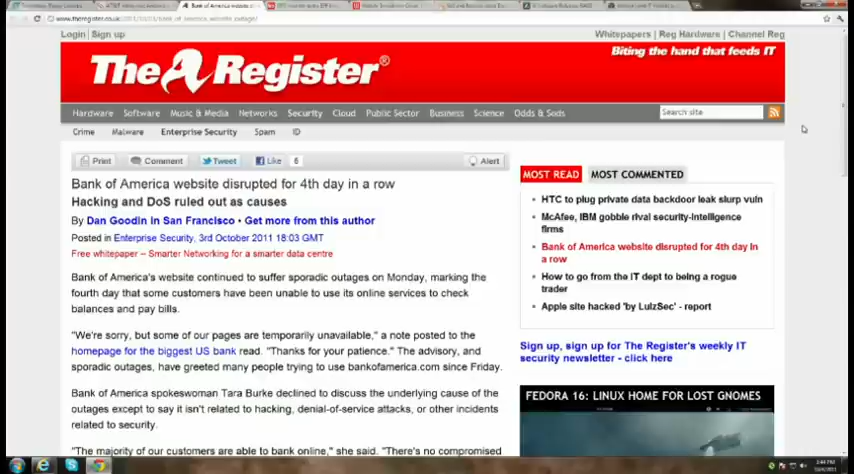 Bank of America website
www.theregister.co.uk/2011/10/03/bank_of_america_website_outage/
Login | Sign up
Whitepapers | Reg Hardware | Channel Reg
The Register®
Biting the hand that feeds IT
Hardware Software Music & Media Networks Security Cloud Public Sector Business Science Odds & Sods
Search site
Crime Malware Enterprise Security Spam ID
Print Comment Tweet Like 6 Alert
Bank of America website disrupted for 4th day in a row
Hacking and DoS ruled out as causes
By Dan Goodin in San Francisco • Get more from this author
Posted in Enterprise Security, 3rd October 2011 18:03 GMT
Free whitepaper – Smarter Networking for a smarter data centre
Bank of America's website continued to suffer sporadic outages on Monday, marking the
fourth day that some customers have been unable to use its online services to check
balances and pay bills.
"We're sorry, but some of our pages are temporarily unavailable," a note posted to the
homepage for the biggest US bank read. "Thanks for your patience." The advisory, and
sporadic outages, have greeted many people trying to use bankofamerica.com since Friday.
Bank of America spokeswoman Tara Burke declined to discuss the underlying cause of the
outages except to say it isn't related to hacking, denial-of-service attacks, or other incidents
related to security.
"The majority of our customers are able to bank online," she said. "There's no compromised
MOST READ MOST COMMENTED
HTC to plug private data backdoor leak slurp vuln
McAfee, IBM gobble rival security-intelligence
firms
Bank of America website disrupted for 4th day in
a row
How to go from the IT dept to being a rogue
trader
Apple site hacked 'by LulzSec' - report
Sign up, sign up for The Register's weekly IT
security newsletter - click here
FEDORA 16: LINUX HOME FOR LOST GNOMES